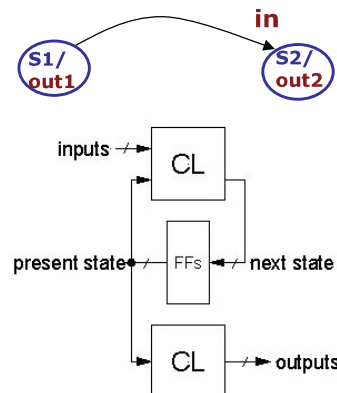 in
S1/
out1
S2/
out2
inputs
CL
present state
FFs
next state
CL
outputs